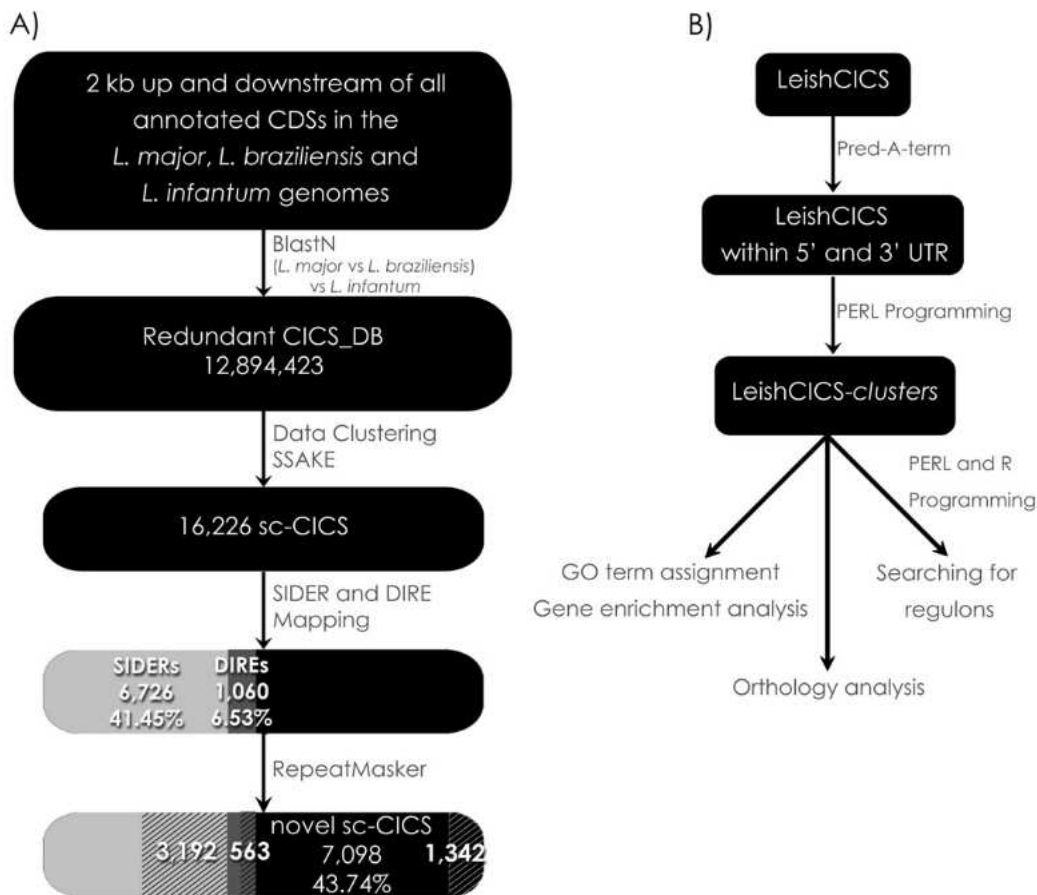 A)
2 kb up and downstream of all
annotated CDSs in the
L. major, L. braziliensis and
L. infantum genomes
BlastN
(L. major vs L. braziliensis)
vs L. infantum
Redundant CICS_DB
12,894,423
Data Clustering
SSAKE
16,226 sc-CICS
SIDER and DIRE
Mapping
SIDERs
6,726
41.45%
DIREs
1,060
6.53%
RepeatMasker
3,192
563
novel sc-CICS
7,098
43.74%
1,342
B)
LeishCICS
Pred-A-term
LeishCICS
within 5' and 3' UTR
PERL Programming
LeishCICS-clusters
PERL and R
Programming
GO term assignment
Gene enrichment analysis
Searching for
regulons
Orthology analysis